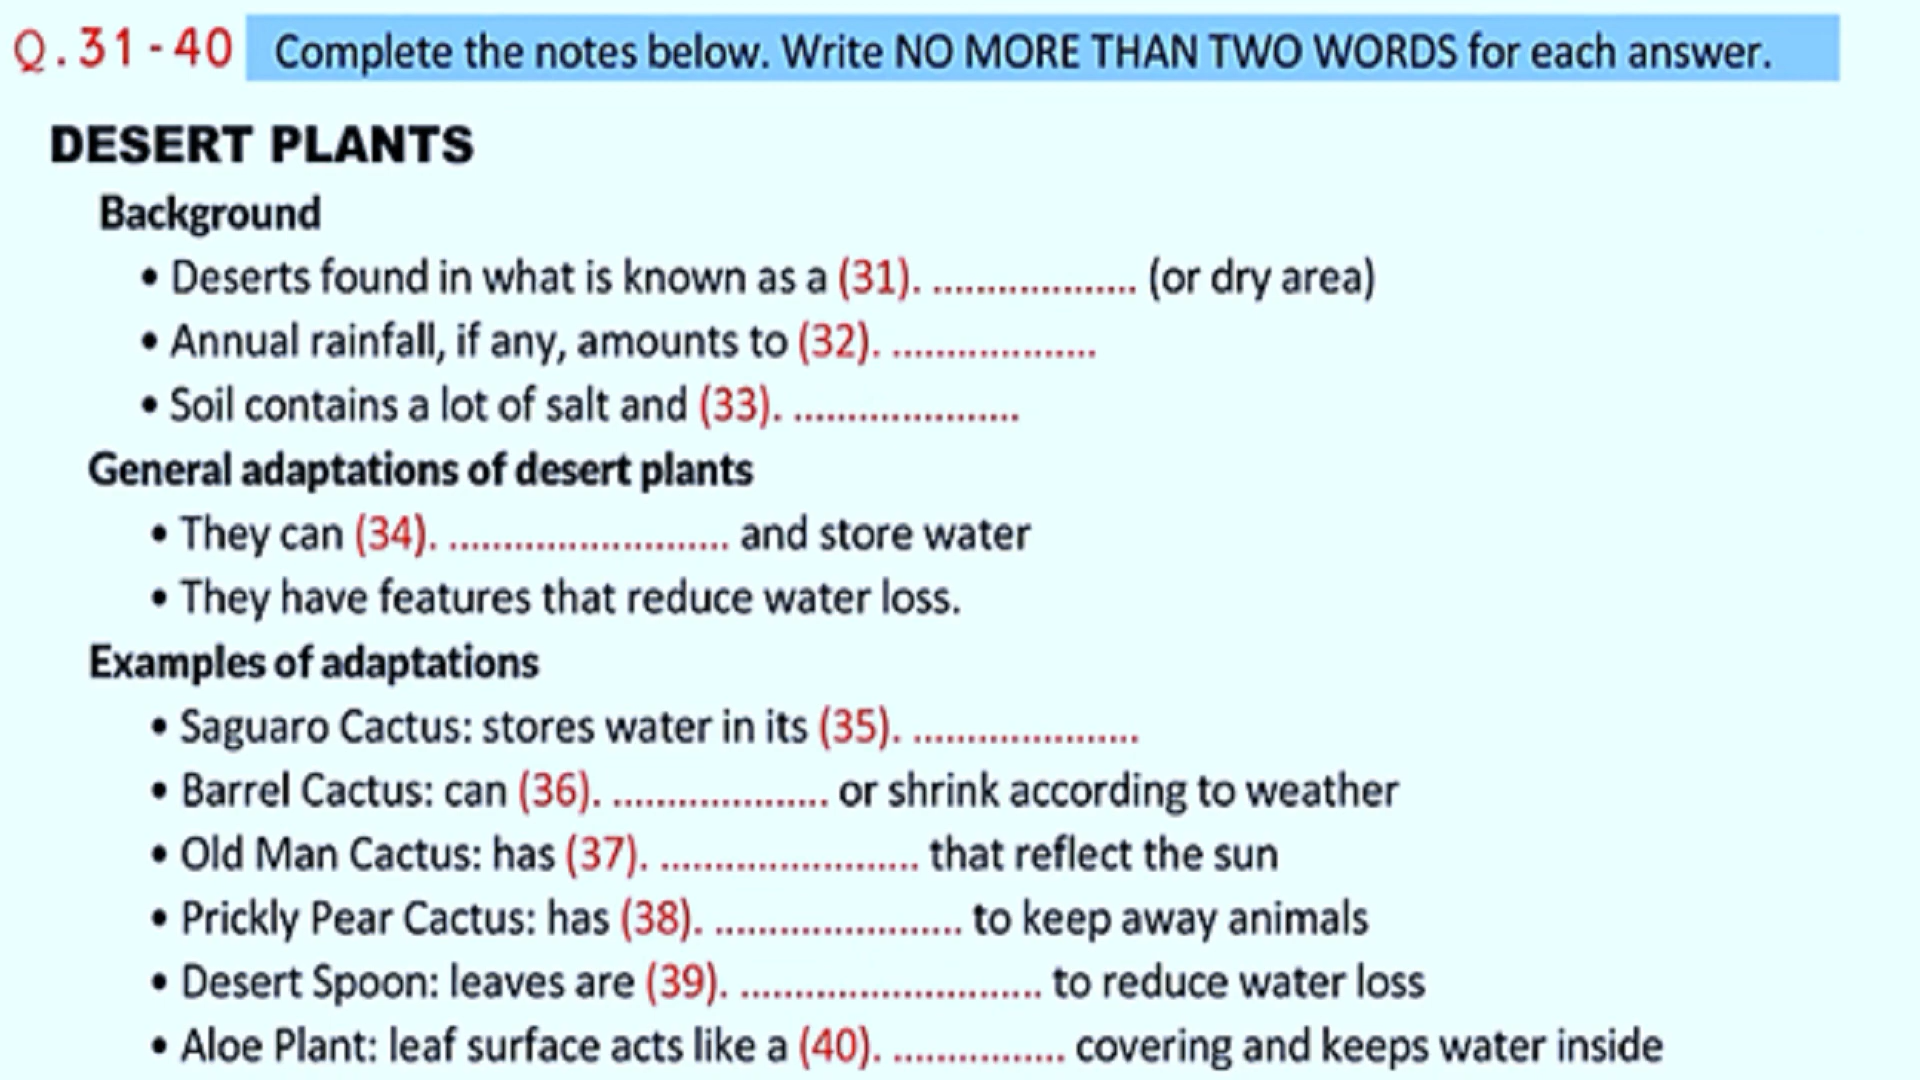 Q.31-40 Complete the notes below. Write NO MORE THAN TWO WORDS for each answer.
DESERT PLANTS
Background
• Deserts found in what is known as a (31). ................... (or dry area)
• Annual rainfall, if any, amounts to (32). ...................
• Soil contains a lot of salt and (33). .....................
General adaptations of desert plants
• They can (34). .......................... and store water
• They have features that reduce water loss.
Examples of adaptations
• Saguaro Cactus: stores water in its (35). .....................
• Barrel Cactus: can (36). .................... or shrink according to weather
• Old Man Cactus: has (37). ........................ that reflect the sun
• Prickly Pear Cactus: has (38). ....................... to keep away animals
• Desert Spoon: leaves are (39). ............................ to reduce water loss
• Aloe Plant: leaf surface acts like a (40). ................ covering and keeps water inside